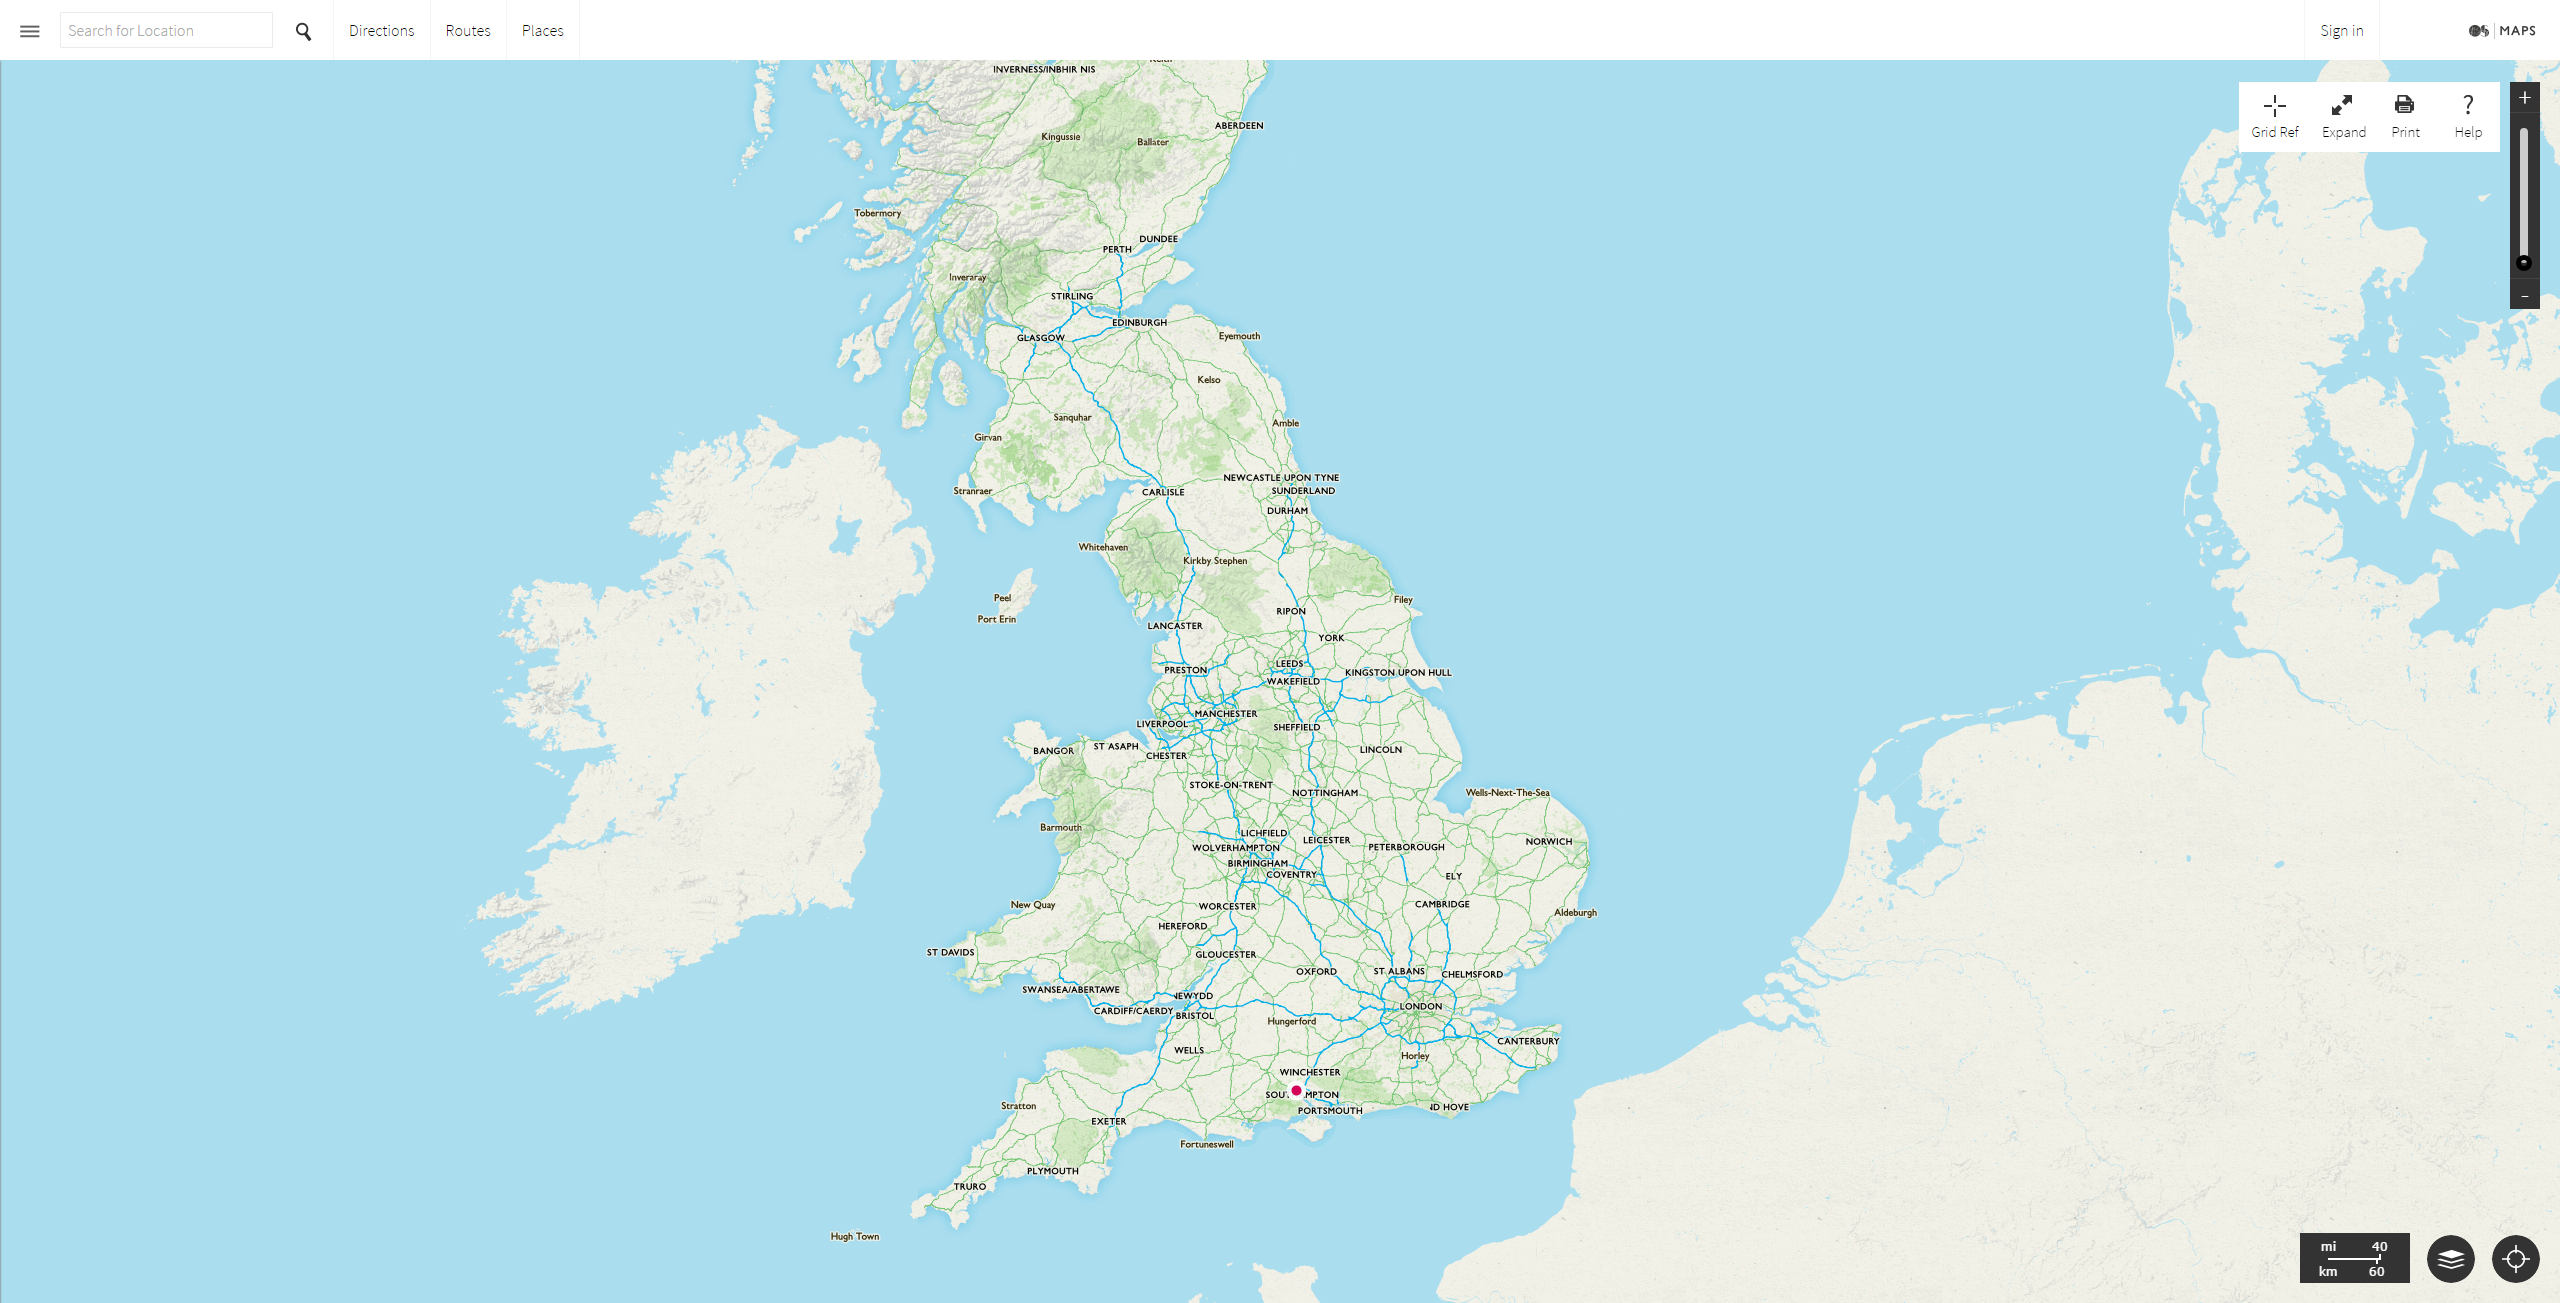 Search for Location
Directions
Routes
Places
Sign in
MAPS
Grid Ref
Expand
Print
Help
INVERNESS/INBHIR NIS
ABERDEEN
Kingussie
Ballater
Tobermory
DUNDEE
PERTH
Inveraray
STIRLING
EDINBURGH
GLASGOW
Eyemouth
Kelso
Sanquhar
Amble
Girvan
NEWCASTLE UPON TYNE
Stranraer
CARLISLE
SUNDERLAND
DURHAM
Whitehaven
Kirkby Stephen
Peel
Filey
RIPON
Port Erin
LANCASTER
YORK
LEEDS
PRESTON
KINGSTON UPON HULL
WAKEFIELD
MANCHESTER
LIVERPOOL
SHEFFIELD
ST ASAPH
BANGOR
LINCOLN
CHESTER
STOKE-ON-TRENT
NOTTINGHAM
Wells-Next-The-Sea
Barmouth
LICHFIELD
LEICESTER
NORWICH
WOLVERHAMPTON
PETERBOROUGH
BIRMINGHAM
COVENTRY
ELY
New Quay
WORCESTER
CAMBRIDGE
Aldeburgh
HEREFORD
ST DAVIDS
GLOUCESTER
OXFORD
ST ALBANS
CHELMSFORD
SWANSEA/ABERTAWE
NEWYDD
LONDON
CARDIFF/CAERDY
BRISTOL
Hungerford
CANTERBURY
WELLS
Horley
WINCHESTER
SOU MPTON
Stratton
ND HOVE
PORTSMOUTH
EXETER
Fortuneswell
PLYMOUTH
TRURO
Hugh Town
mi 40
km 60